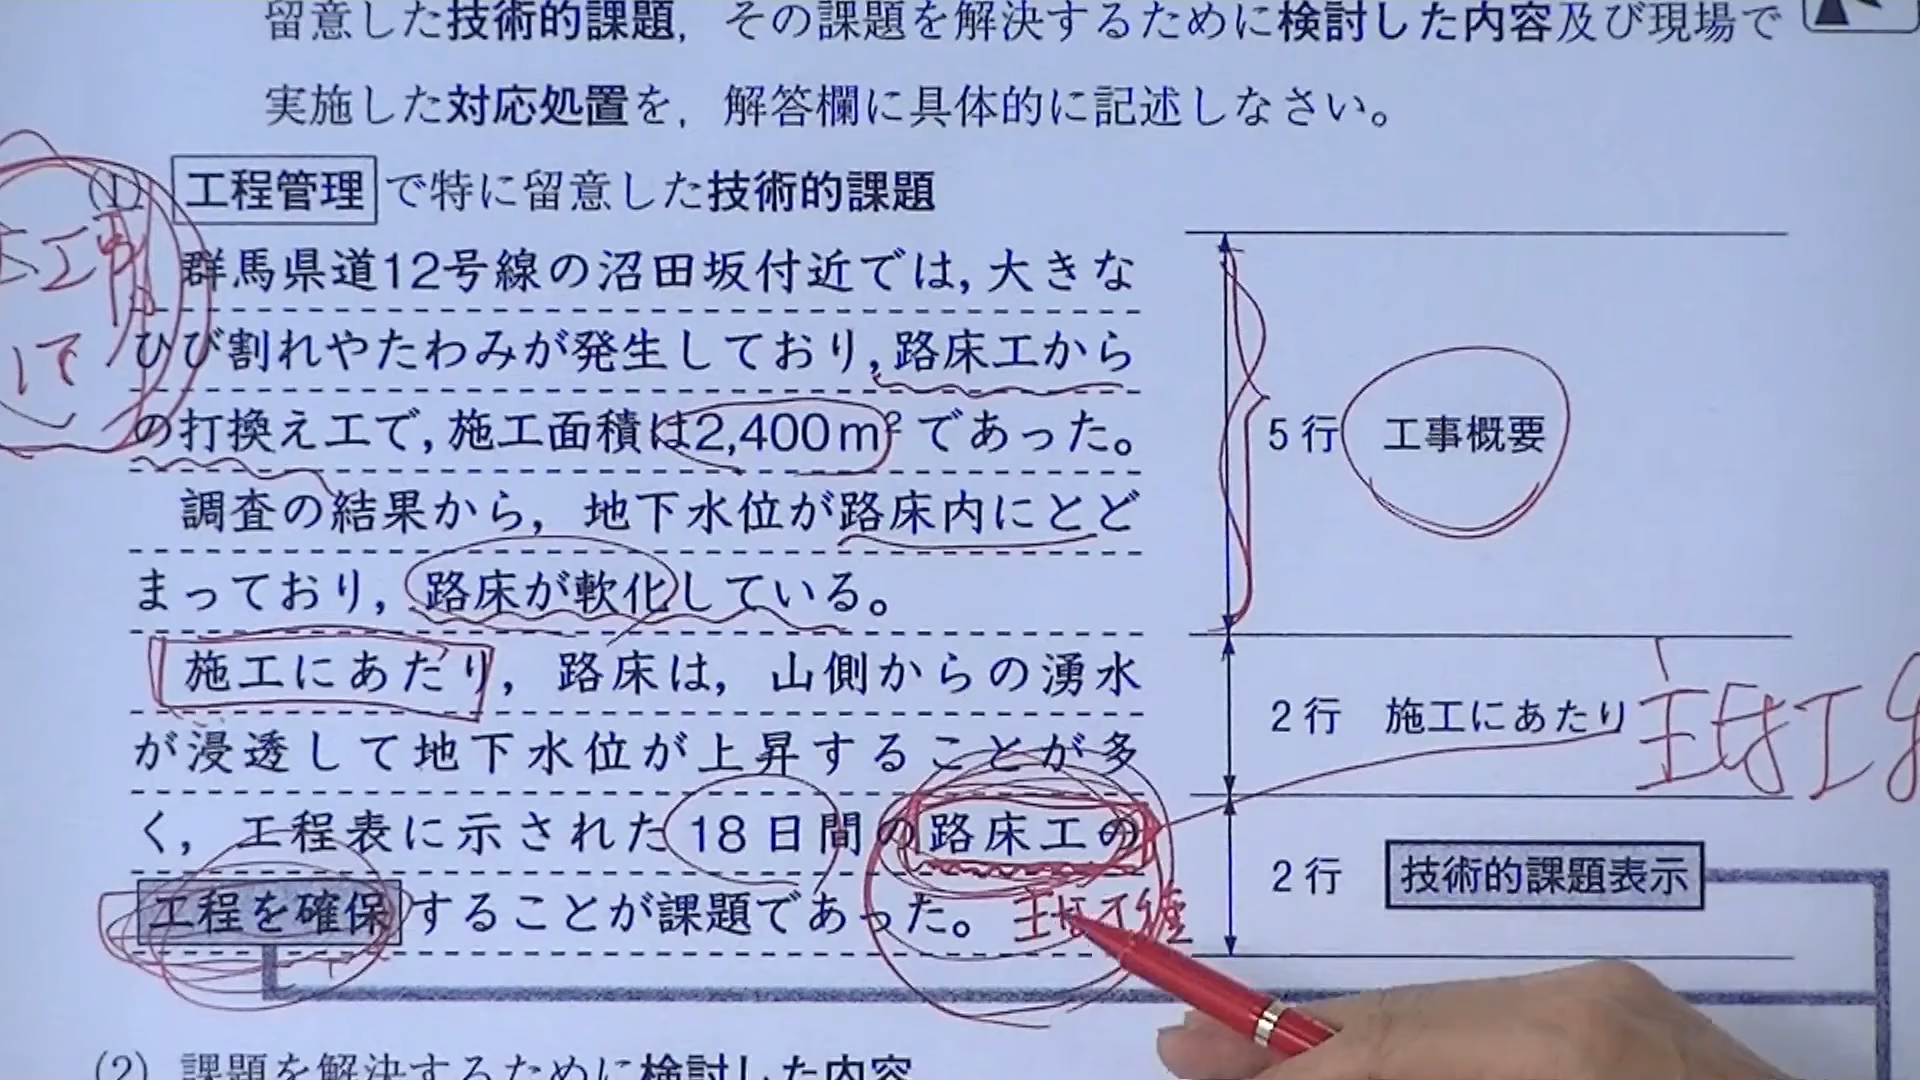 留意した技術的課題，その課題を解決するために検討した内容及び現場で
実施した対応処置を，解答欄に具体的に記述しなさい。
(1) 工程管理 で特に留意した技術的課題
群馬県道12号線の沼田坂付近では,大きな
ひび割れやたわみが発生しており,路床工から
の打換え工で,施工面積は2,400m²であった。
調査の結果から，地下水位が路床内にとど
まっており，路床が軟化している。
施工にあたり，路床は，山側からの湧水
が浸透して地下水位が上昇することが多
く，工程表に示された18日間の路床工の
工程を確保することが課題であった。
5行 工事概要
2行 施工にあたり
2行 技術的課題表示
(2) 課題を解決するために検討した内容